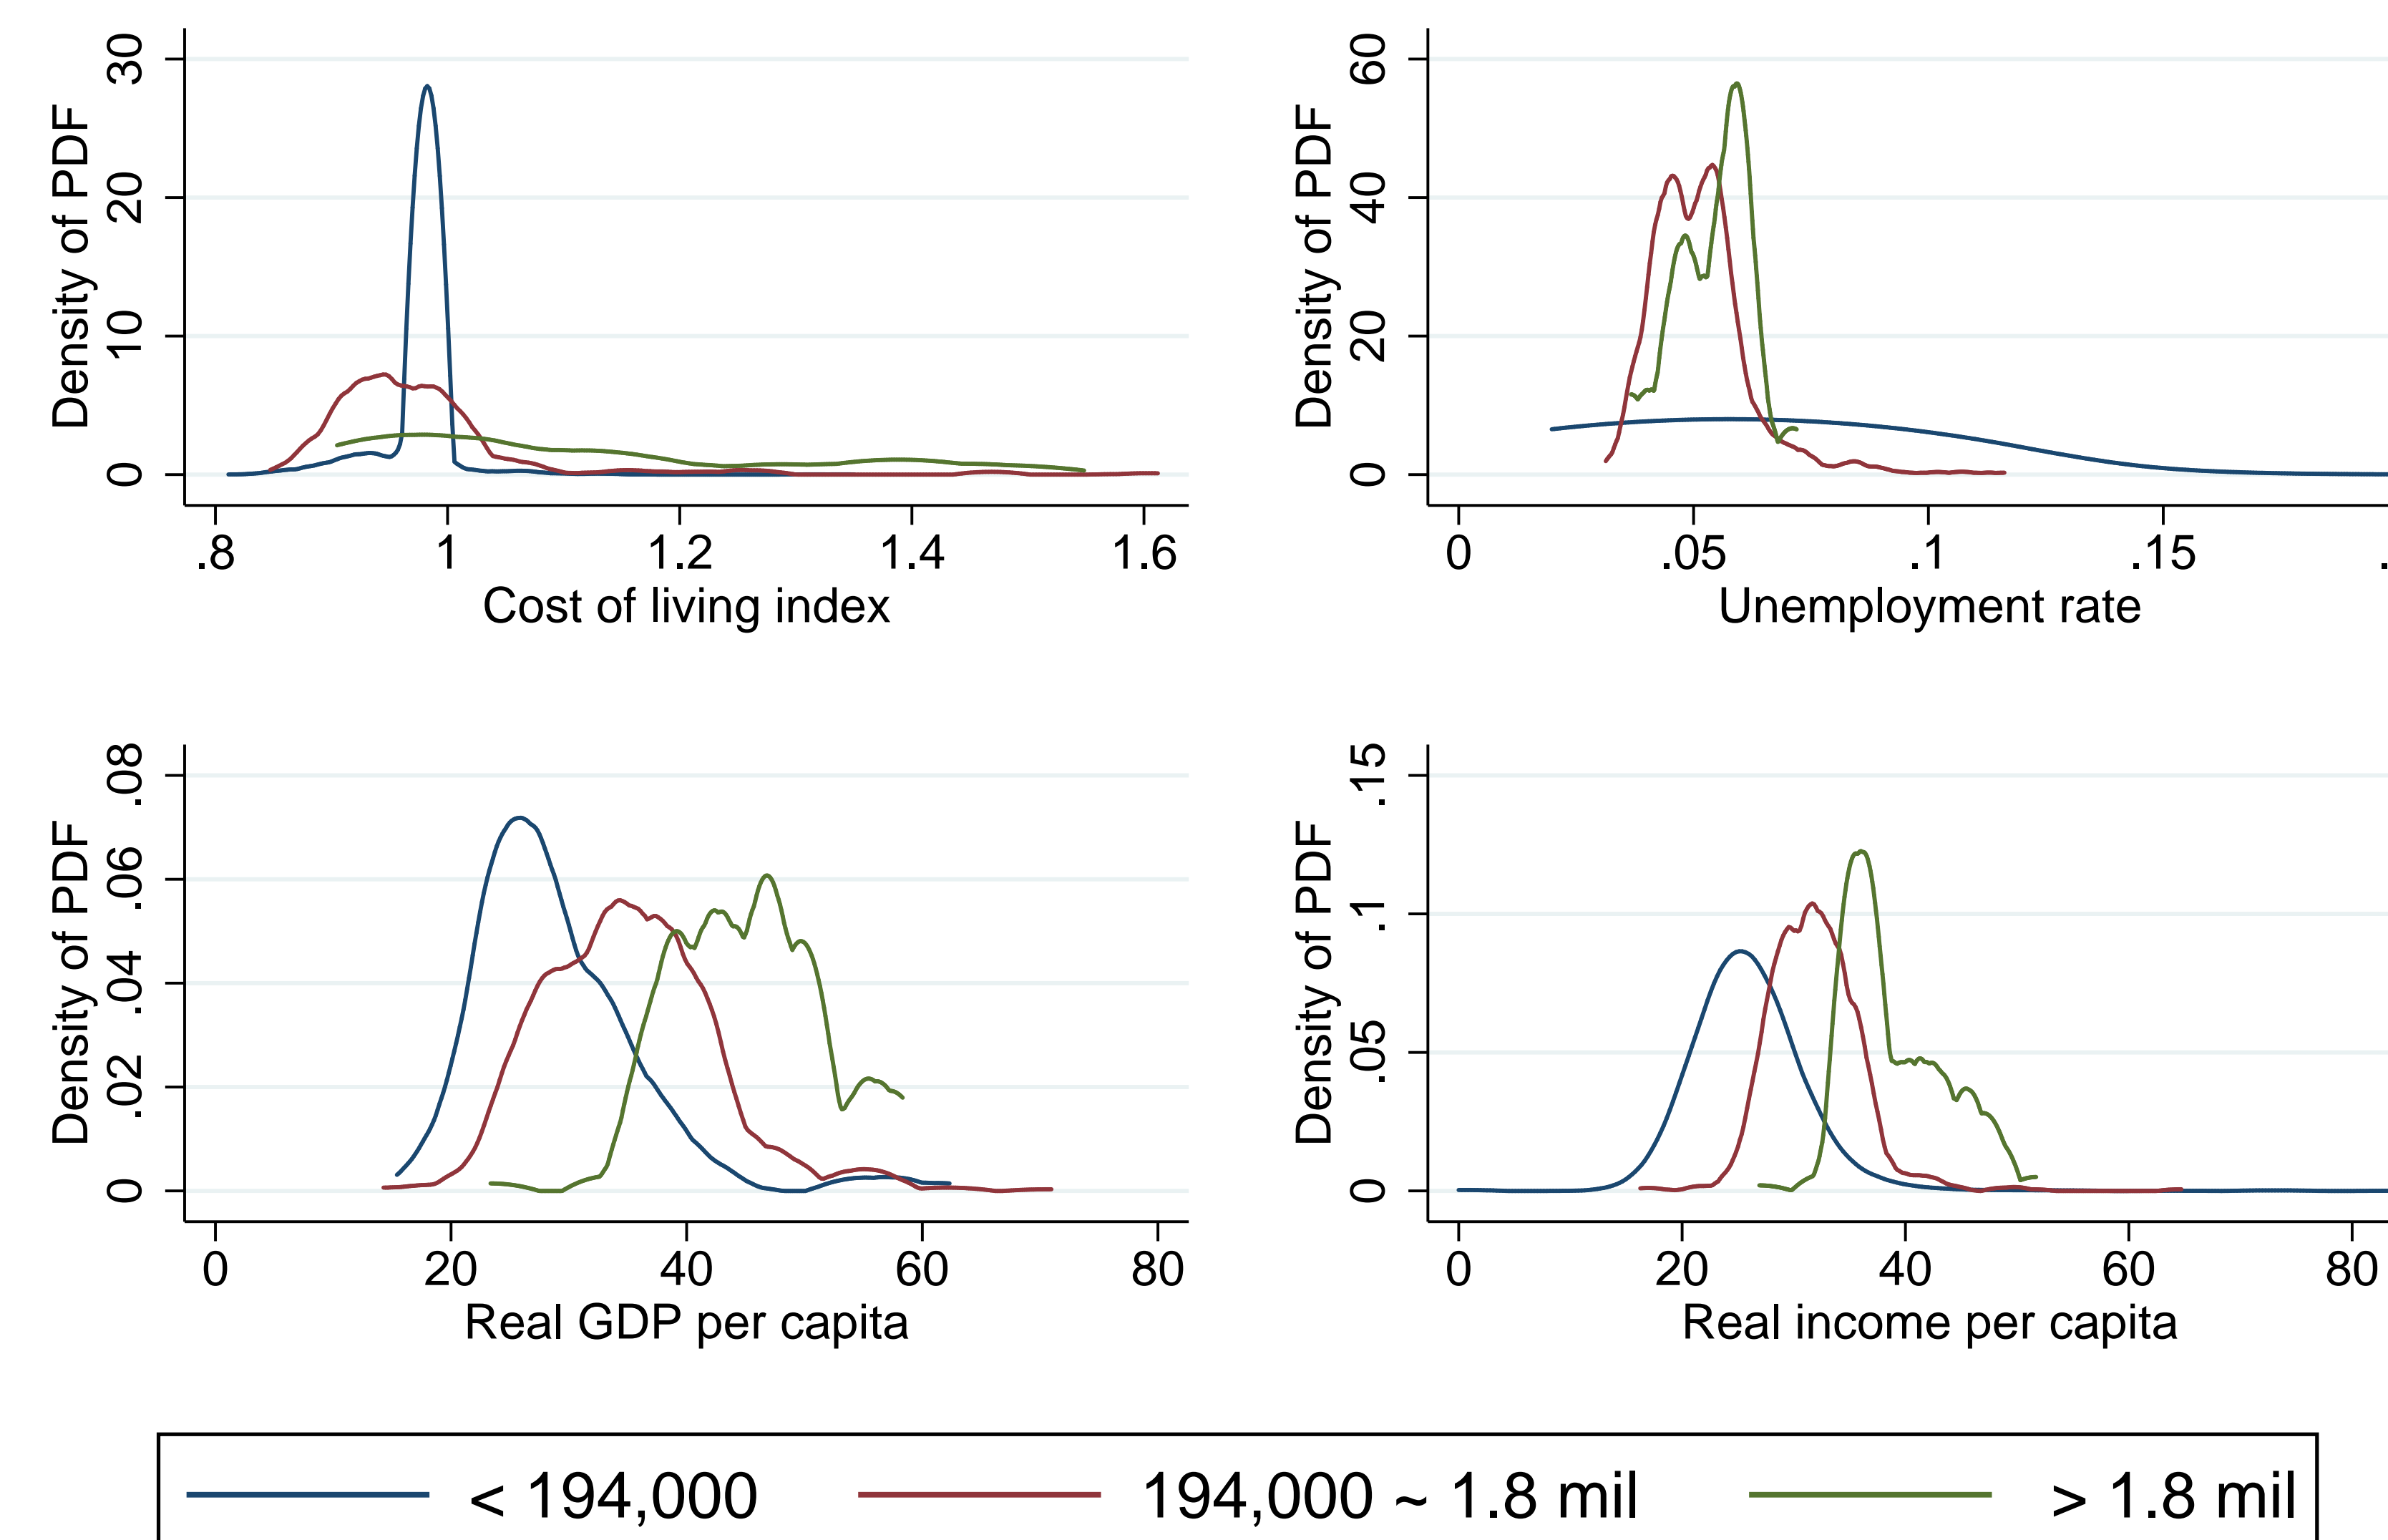 Density of PDF
0 10 20 30
.8 1 1.2 1.4 1.6
Cost of living index
Density of PDF
0 20 40 60
0 .05 .1 .15 .
Unemployment rate
Density of PDF
0 .02 .04 .06 .08
0 20 40 60 80
Real GDP per capita
Density of PDF
0 .05 .1 .15
0 20 40 60 80
Real income per capita
< 194,000 194,000 ~ 1.8 mil > 1.8 mil